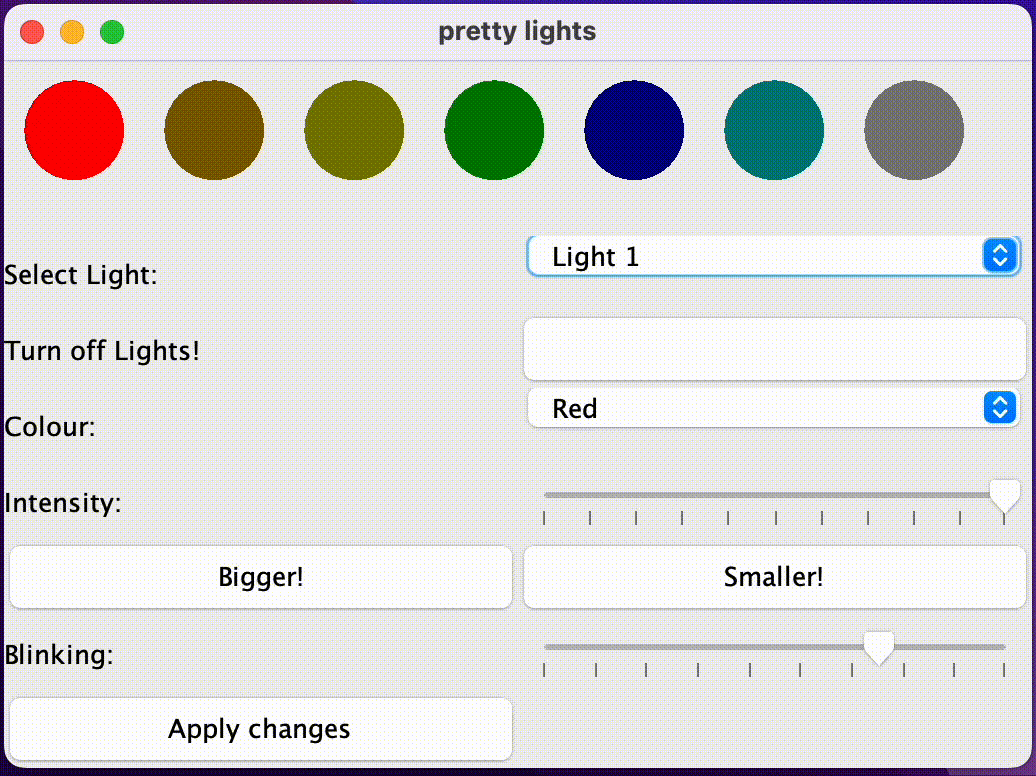 pretty lights
Select Light:
Light 1
Turn off Lights!
Colour:
Red
Intensity:
Bigger!
Smaller!
Blinking:
Apply changes